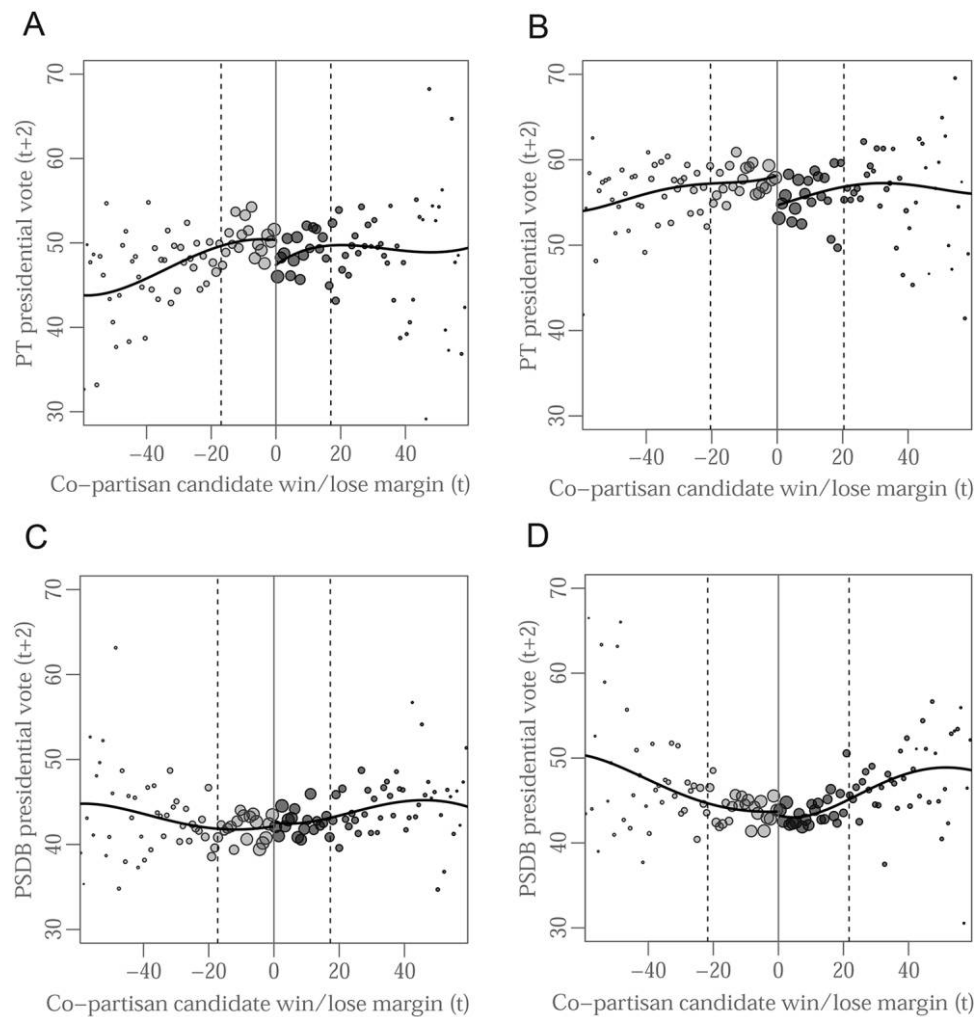 A
PT presidential vote (t+2)
70
60
50
40
30
−40 −20 0 20 40
Co−partisan candidate win/lose margin (t)
B
PT presidential vote (t+2)
70
60
50
40
30
−40 −20 0 20 40
Co−partisan candidate win/lose margin (t)
C
PSDB presidential vote (t+2)
70
60
50
40
30
−40 −20 0 20 40
Co−partisan candidate win/lose margin (t)
D
PSDB presidential vote (t+2)
70
60
50
40
30
−40 −20 0 20 40
Co−partisan candidate win/lose margin (t)